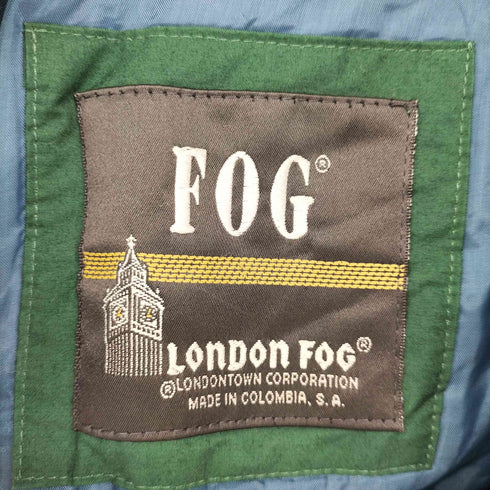 FOG®
LONDON FOG®
®LONDONTOWN CORPORATION
MADE IN COLOMBIA, S.A.